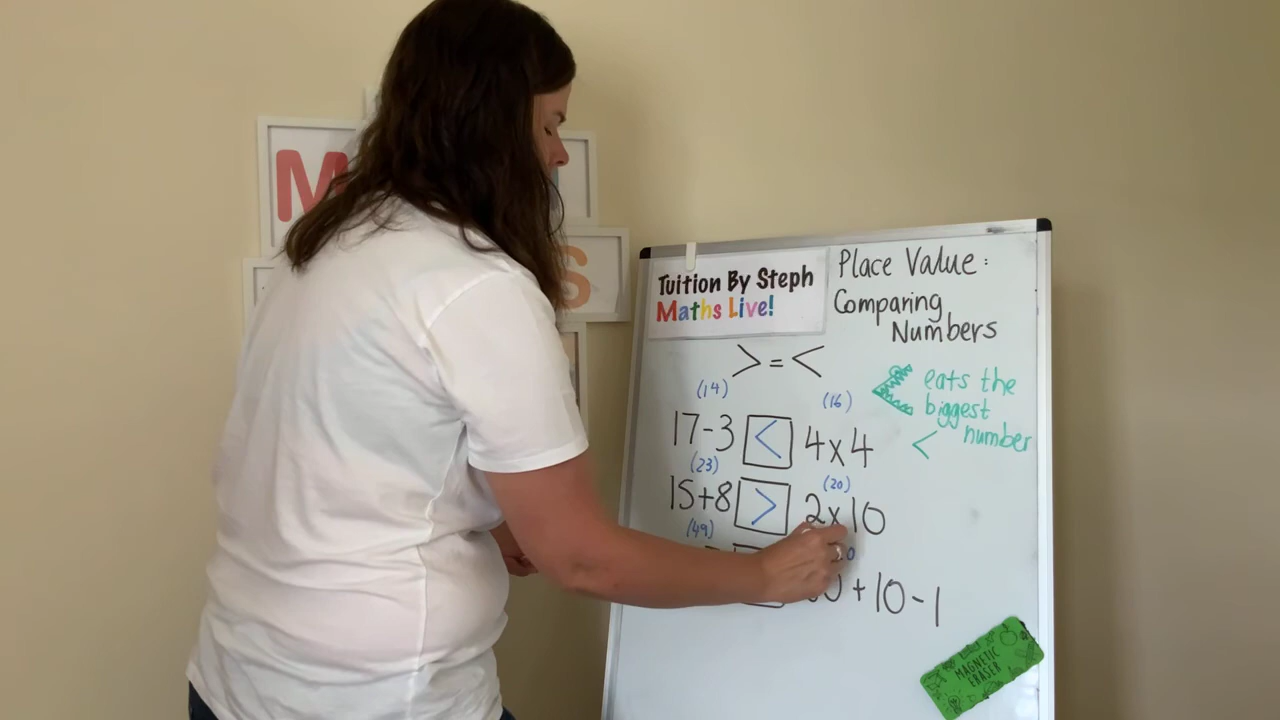 M
S
Tuition By Steph
Maths Live!
Place Value:
Comparing
Numbers
> = <
eats the
biggest
number
<
(14) (16)
17-3 < 4x4
(23) (20)
15+8 > 2x10
(49)
+10-1
MAGNETIC
ERASER